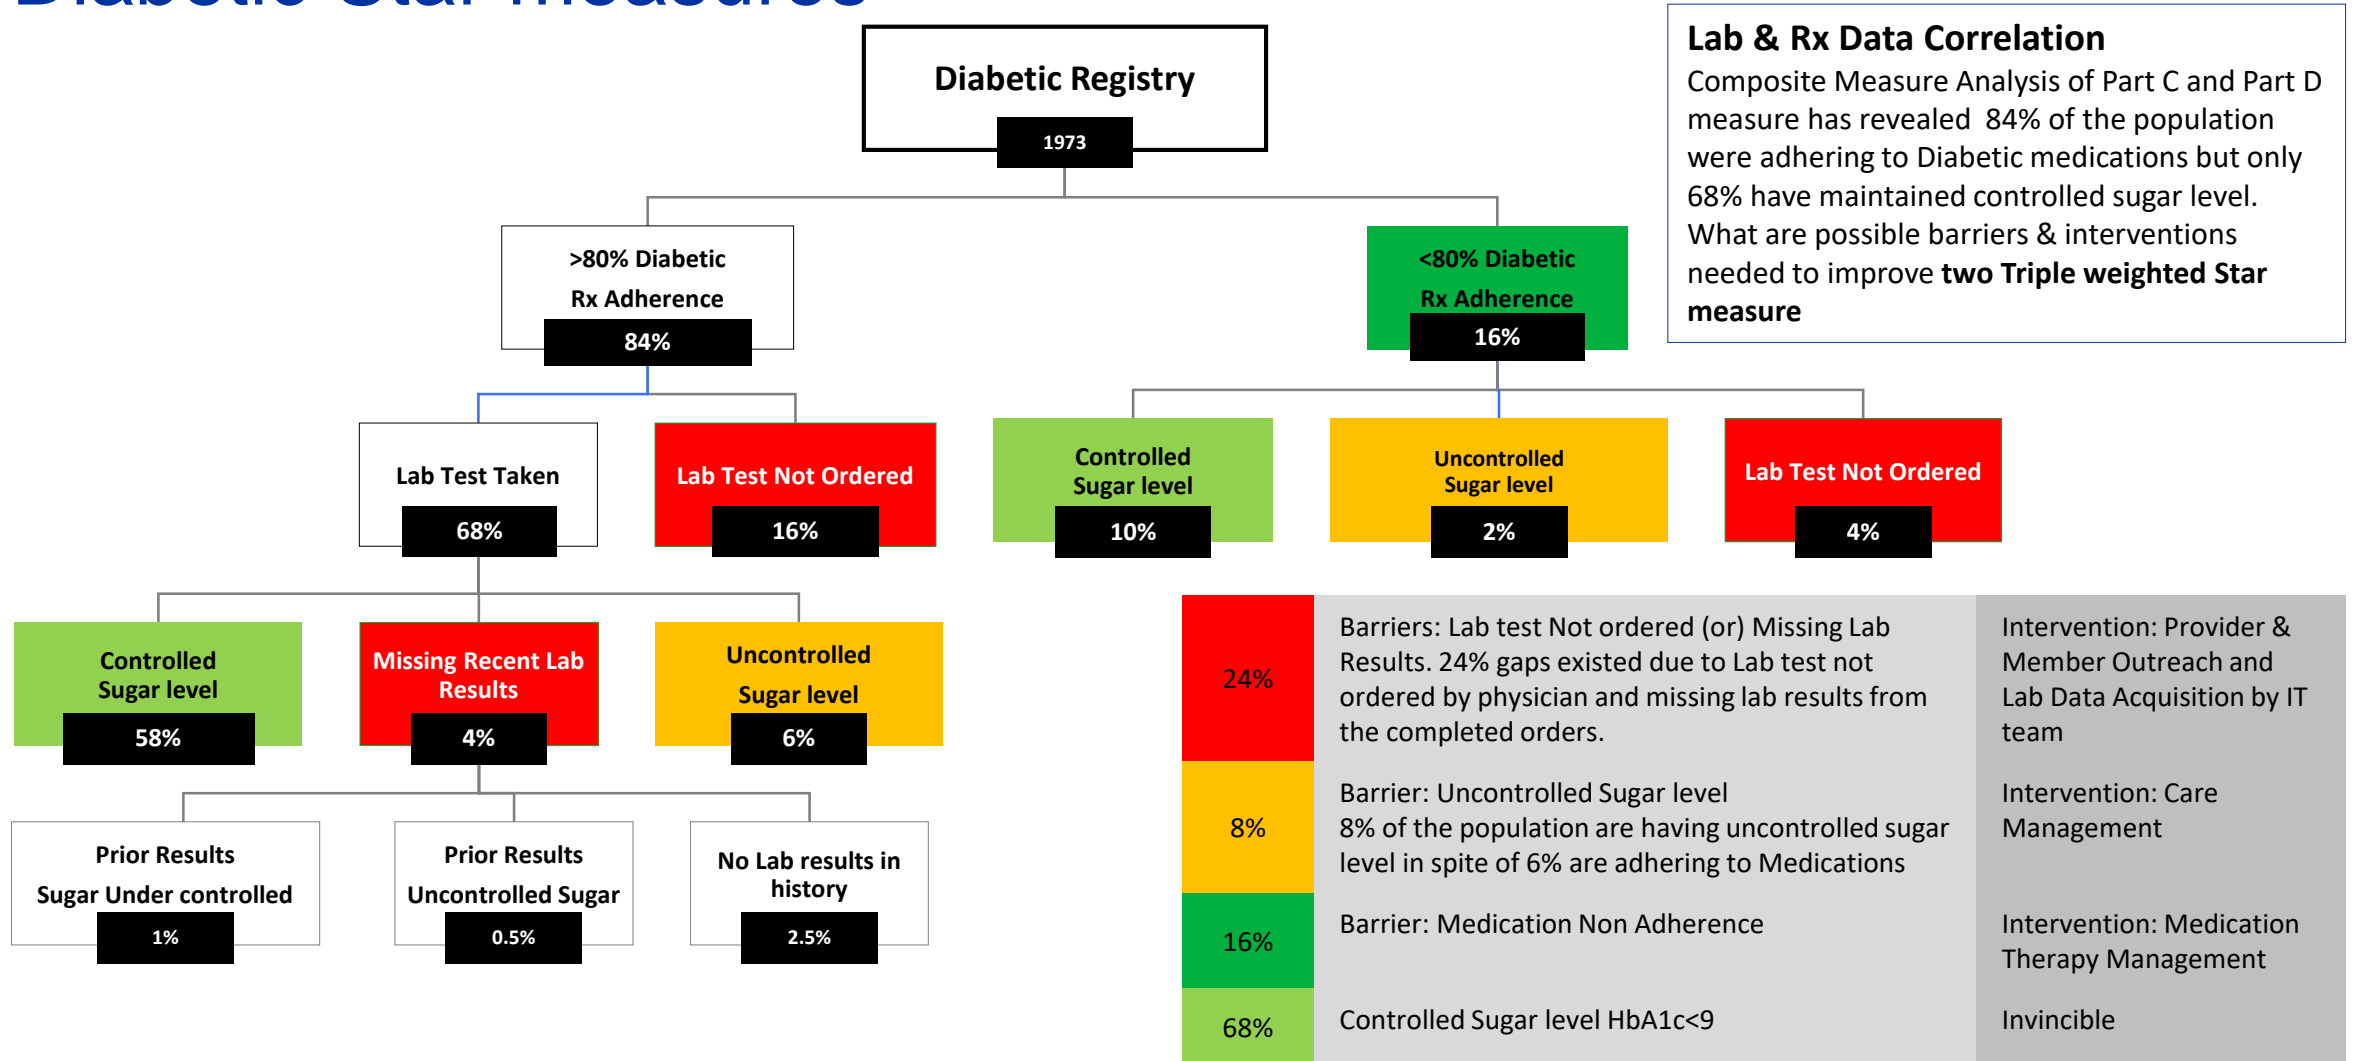 Diabetic Star measures
Diabetic Registry
1973
Lab & Rx Data Correlation
Composite Measure Analysis of Part C and Part D
measure has revealed 84% of the population
were adhering to Diabetic medications but only
68% have maintained controlled sugar level.
What are possible barriers & interventions
needed to improve two Triple weighted Star
measure
>80% Diabetic
Rx Adherence
84%
<80% Diabetic
Rx Adherence
16%
Lab Test Taken
68%
Lab Test Not Ordered
16%
Controlled
Sugar level
10%
Uncontrolled
Sugar level
2%
Lab Test Not Ordered
4%
Controlled
Sugar level
58%
Missing Recent Lab
Results
4%
Uncontrolled
Sugar level
6%
Prior Results
Sugar Under controlled
1%
Prior Results
Uncontrolled Sugar
0.5%
No Lab results in
history
2.5%
24%
Barriers: Lab test Not ordered (or) Missing Lab
Results. 24% gaps existed due to Lab test not
ordered by physician and missing lab results from
the completed orders.
Intervention: Provider &
Member Outreach and
Lab Data Acquisition by IT
team
8%
Barrier: Uncontrolled Sugar level
8% of the population are having uncontrolled sugar
level in spite of 6% are adhering to Medications
Intervention: Care
Management
16%
Barrier: Medication Non Adherence
Intervention: Medication
Therapy Management
68%
Controlled Sugar level HbA1c<9
Invincible